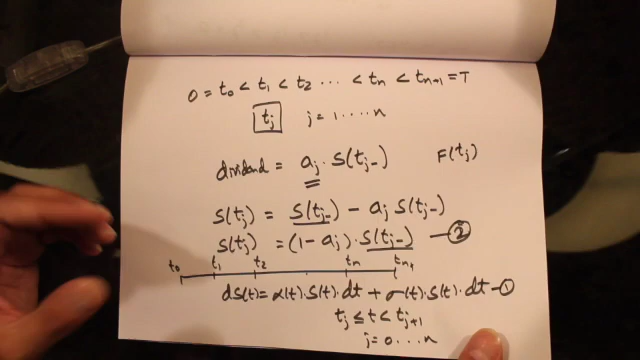 0 = t₀ < t₁ < t₂ ... < tₙ < tₙ₊₁ = T
tⱼ j = 1 ..... n
dividend = aⱼ · S(tⱼ₋) F(tⱼ)
S(tⱼ) = S(tⱼ₋) − aⱼ S(tⱼ₋)
S(tⱼ) = (1 − aⱼ) · S(tⱼ₋) — ②
t₀ t₁ t₂ tₙ tₙ₊₁
dS(t) = α(t)·S(t)·dt + σ(t)·S(t)·dt — ①
tⱼ ≤ t < tⱼ₊₁
j = 0 .... n